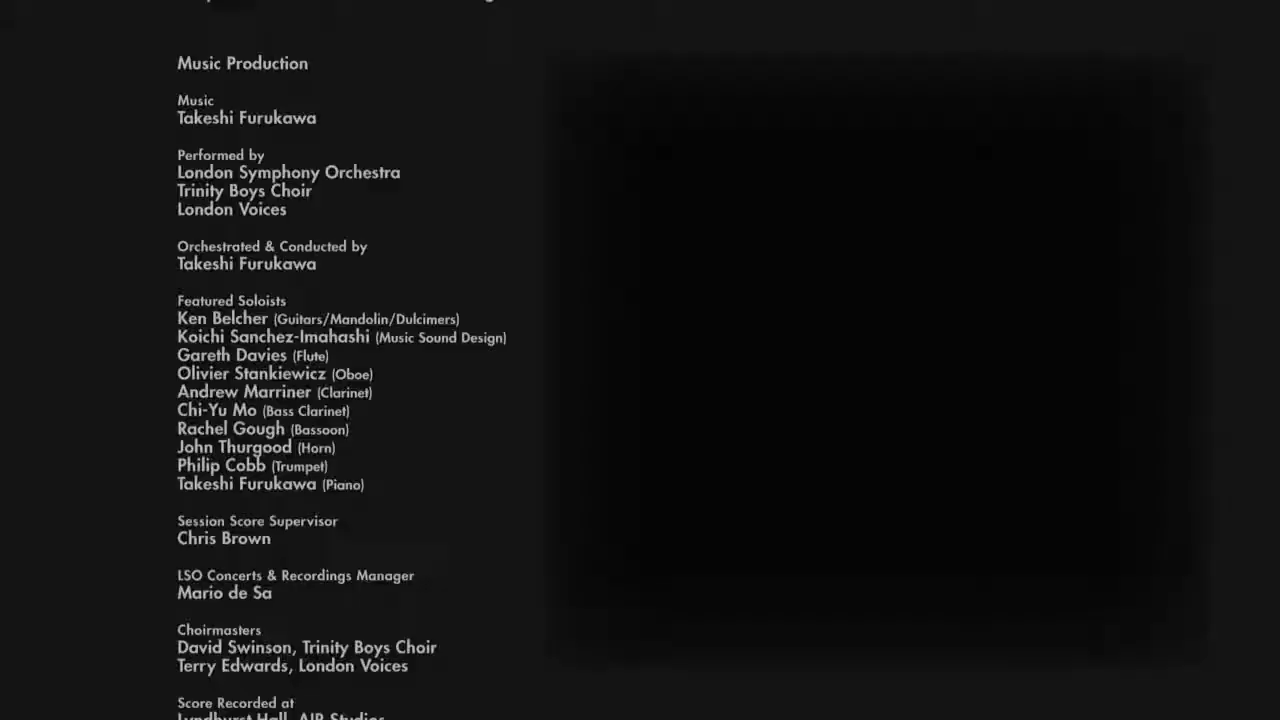 Music Production
Music
Takeshi Furukawa
Performed by
London Symphony Orchestra
Trinity Boys Choir
London Voices
Orchestrated & Conducted by
Takeshi Furukawa
Featured Soloists
Ken Belcher (Guitars/Mandolin/Dulcimers)
Koichi Sanchez-Imahashi (Music Sound Design)
Gareth Davies (Flute)
Olivier Stankiewicz (Oboe)
Andrew Marriner (Clarinet)
Chi-Yu Mo (Bass Clarinet)
Rachel Gough (Bassoon)
John Thurgood (Horn)
Philip Cobb (Trumpet)
Takeshi Furukawa (Piano)
Session Score Supervisor
Chris Brown
LSO Concerts & Recordings Manager
Mario de Sa
Choirmasters
David Swinson, Trinity Boys Choir
Terry Edwards, London Voices
Score Recorded at
Lyndhurst Hall, AIR Studios